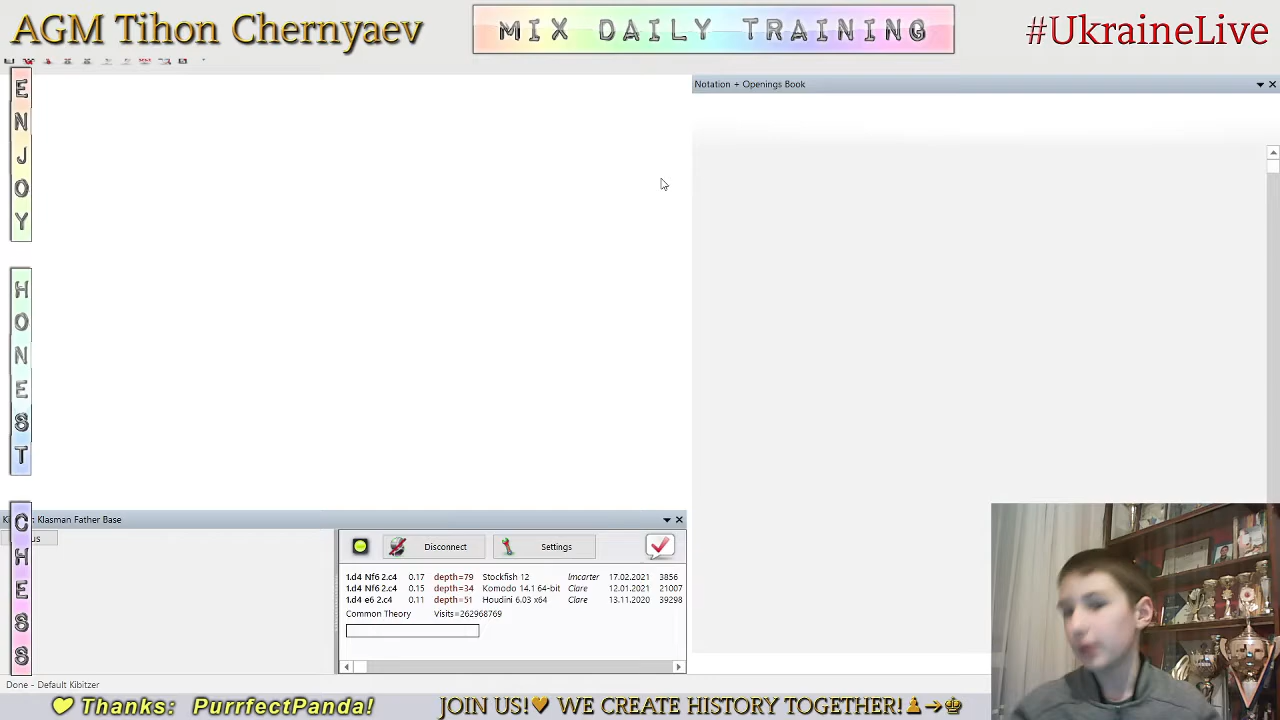 AGM Tihon Chernyaev
MIX DAILY TRAINING
#UkraineLive
ENJOY
HONEST
CHESS
Notation + Openings Book
Klasman Father Base
Disconnect
Settings
1.d4 Nf6 2.c4 0.17 depth=79 Stockfish 12 lmcarter 17.02.2021 3856
1.d4 Nf6 2.c4 0.15 depth=34 Komodo 14.1 64-bit Clare 12.01.2021 21007
1.d4 e6 2.c4 0.11 depth=51 Houdini 6.03 x64 Clare 13.11.2020 39298
Common Theory Visits=262968769
Done - Default Kibitzer
Thanks: PurrfectPanda!
JOIN US! WE CREATE HISTORY TOGETHER!